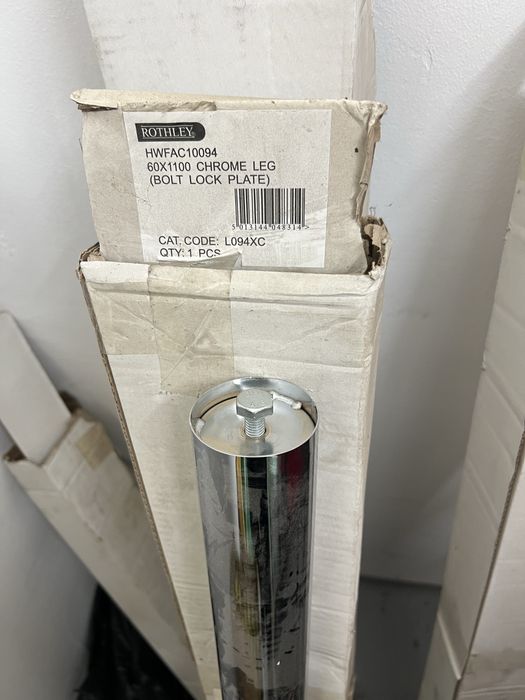 ROTHLEY
HWFAC10094
60X1100 CHROME LEG
(BOLT LOCK PLATE)
5 013144 048314 >
CAT. CODE: L094XC
QTY: 1 PCS